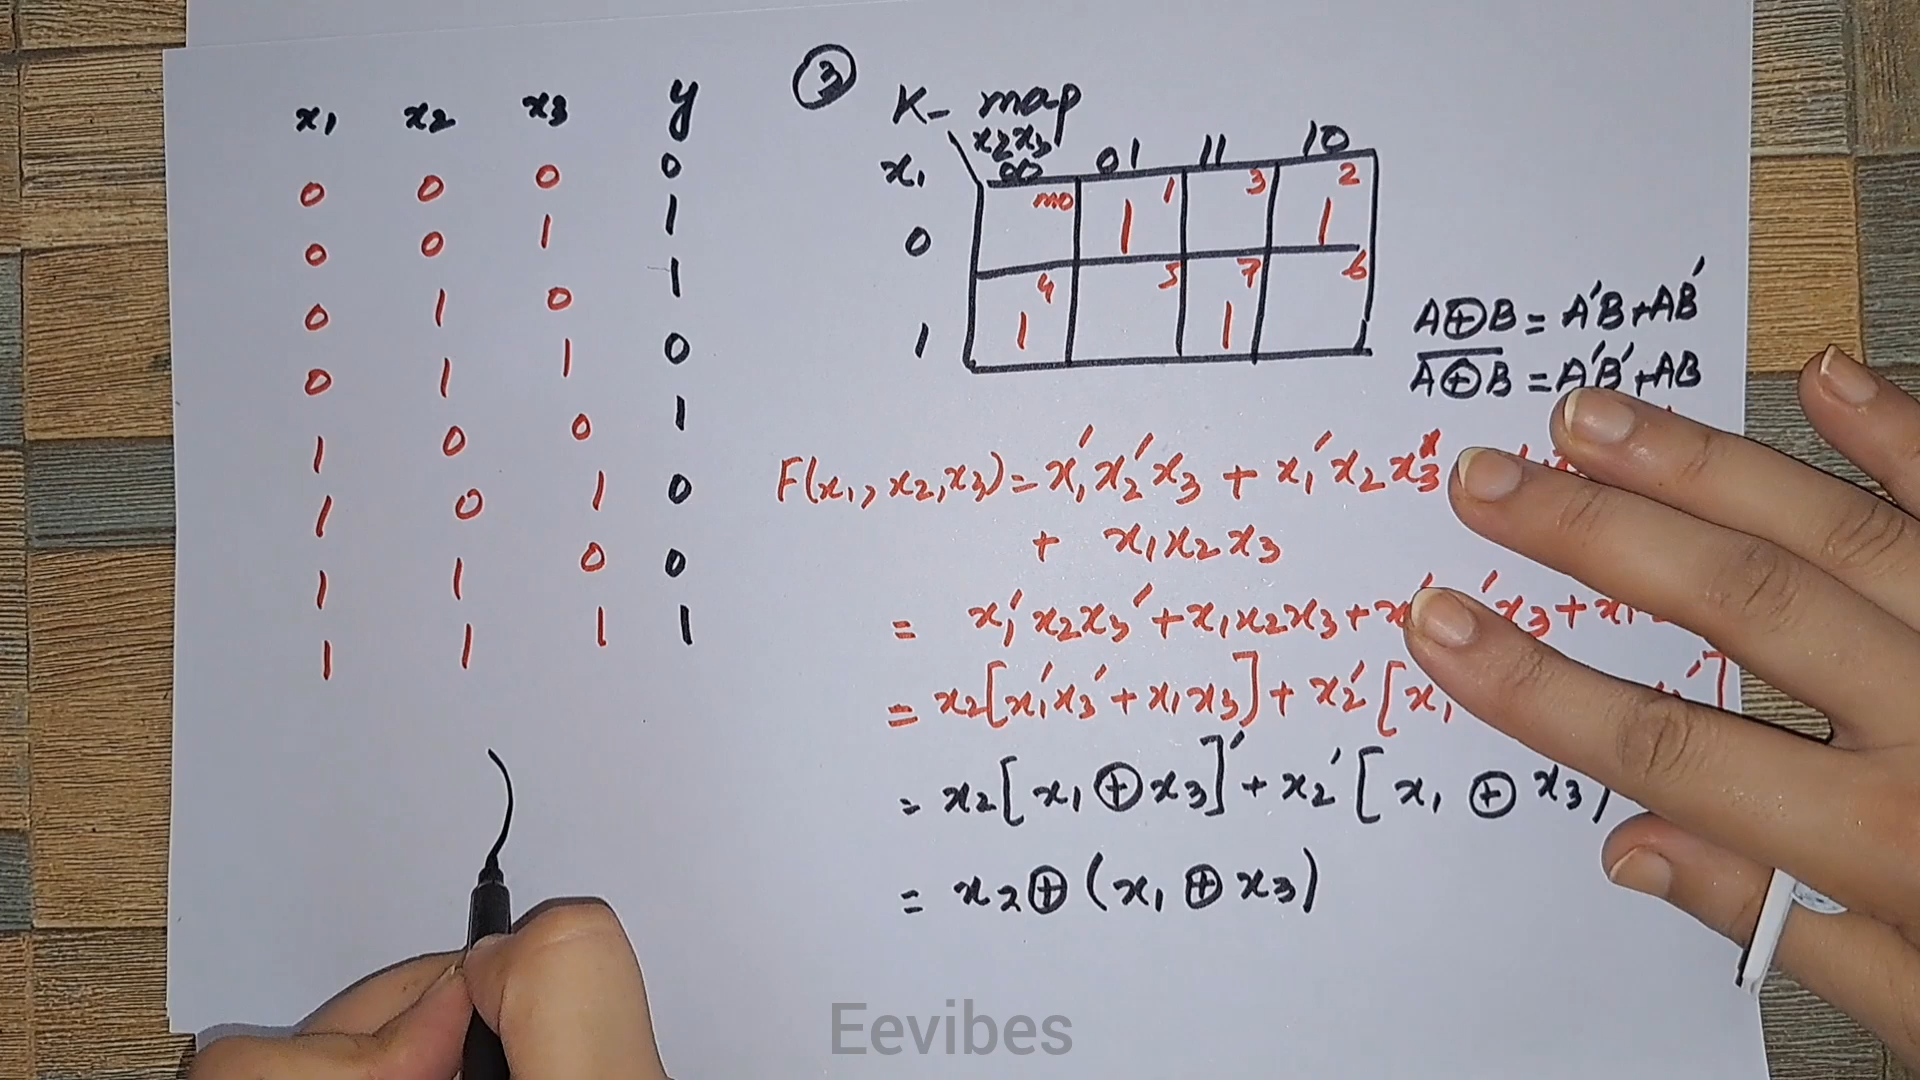 x1 x2 x3 y
0 0 0 0
0 0 1 1
0 1 0 1
0 1 1 0
1 0 0 1
1 0 1 0
1 1 0 0
1 1 1 1
③ K- map
x2x3
x1 00 01 11 10
m0 1 3 2
0 1 1
4 5 7 6
1 1 1
A⊕B = A'B+AB'
\overline{A⊕B} = A'B'+AB
F(x1, x2,x3) = x1'x2'x3 + x1'x2x3'
+ x1x2x3
= x1'x2x3' + x1x2x3 + x3 +
= x2[x1'x3' + x1x3] + x2'[x1 ]
= x2[x1 ⊕ x3]' + x2'[x1 ⊕ x3)
= x2⊕(x1 ⊕ x3)
Eevibes